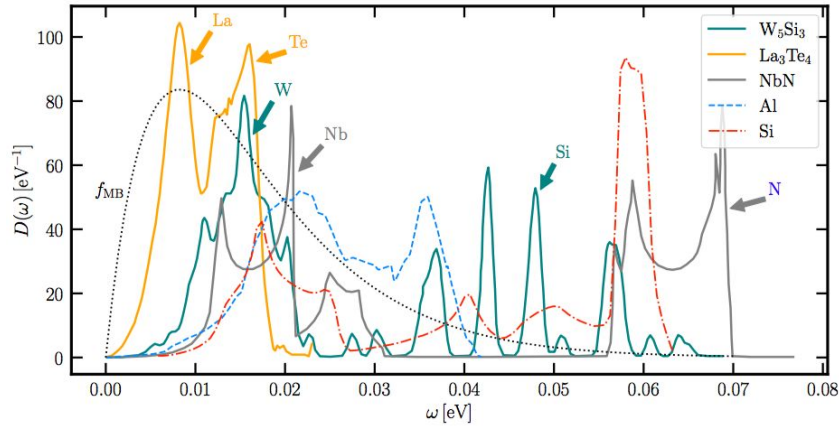 D(ω) [eV⁻¹]
100
80
60
40
20
0
0.00 0.01 0.02 0.03 0.04 0.05 0.06 0.07 0.08
ω [eV]
f_MB
La
Te
W
Nb
Si
N
W₅Si₃
La₃Te₄
NbN
Al
Si